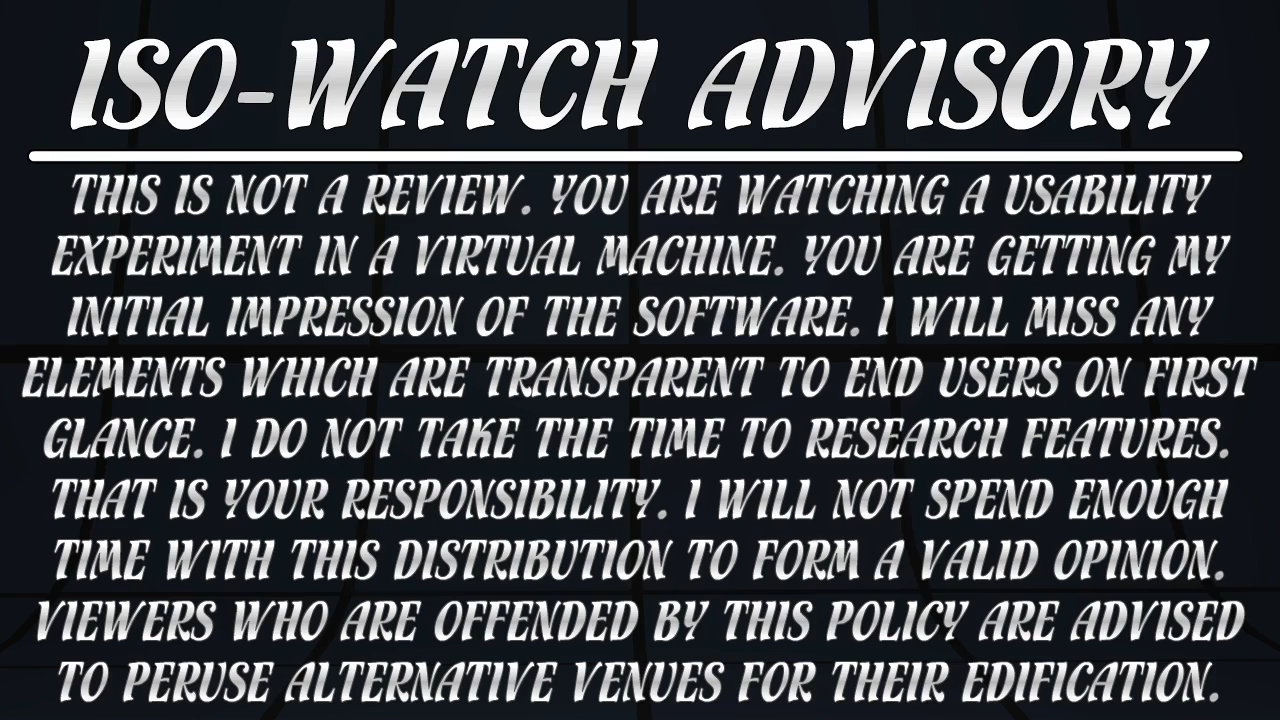 ISO-WATCH ADVISORY
THIS IS NOT A REVIEW. YOU ARE WATCHING A USABILITY
EXPERIMENT IN A VIRTUAL MACHINE. YOU ARE GETTING MY
INITIAL IMPRESSION OF THE SOFTWARE. I WILL MISS ANY
ELEMENTS WHICH ARE TRANSPARENT TO END USERS ON FIRST
GLANCE. I DO NOT TAKE THE TIME TO RESEARCH FEATURES.
THAT IS YOUR RESPONSIBILITY. I WILL NOT SPEND ENOUGH
TIME WITH THIS DISTRIBUTION TO FORM A VALID OPINION.
VIEWERS WHO ARE OFFENDED BY THIS POLICY ARE ADVISED
TO PERUSE ALTERNATIVE VENUES FOR THEIR EDIFICATION.